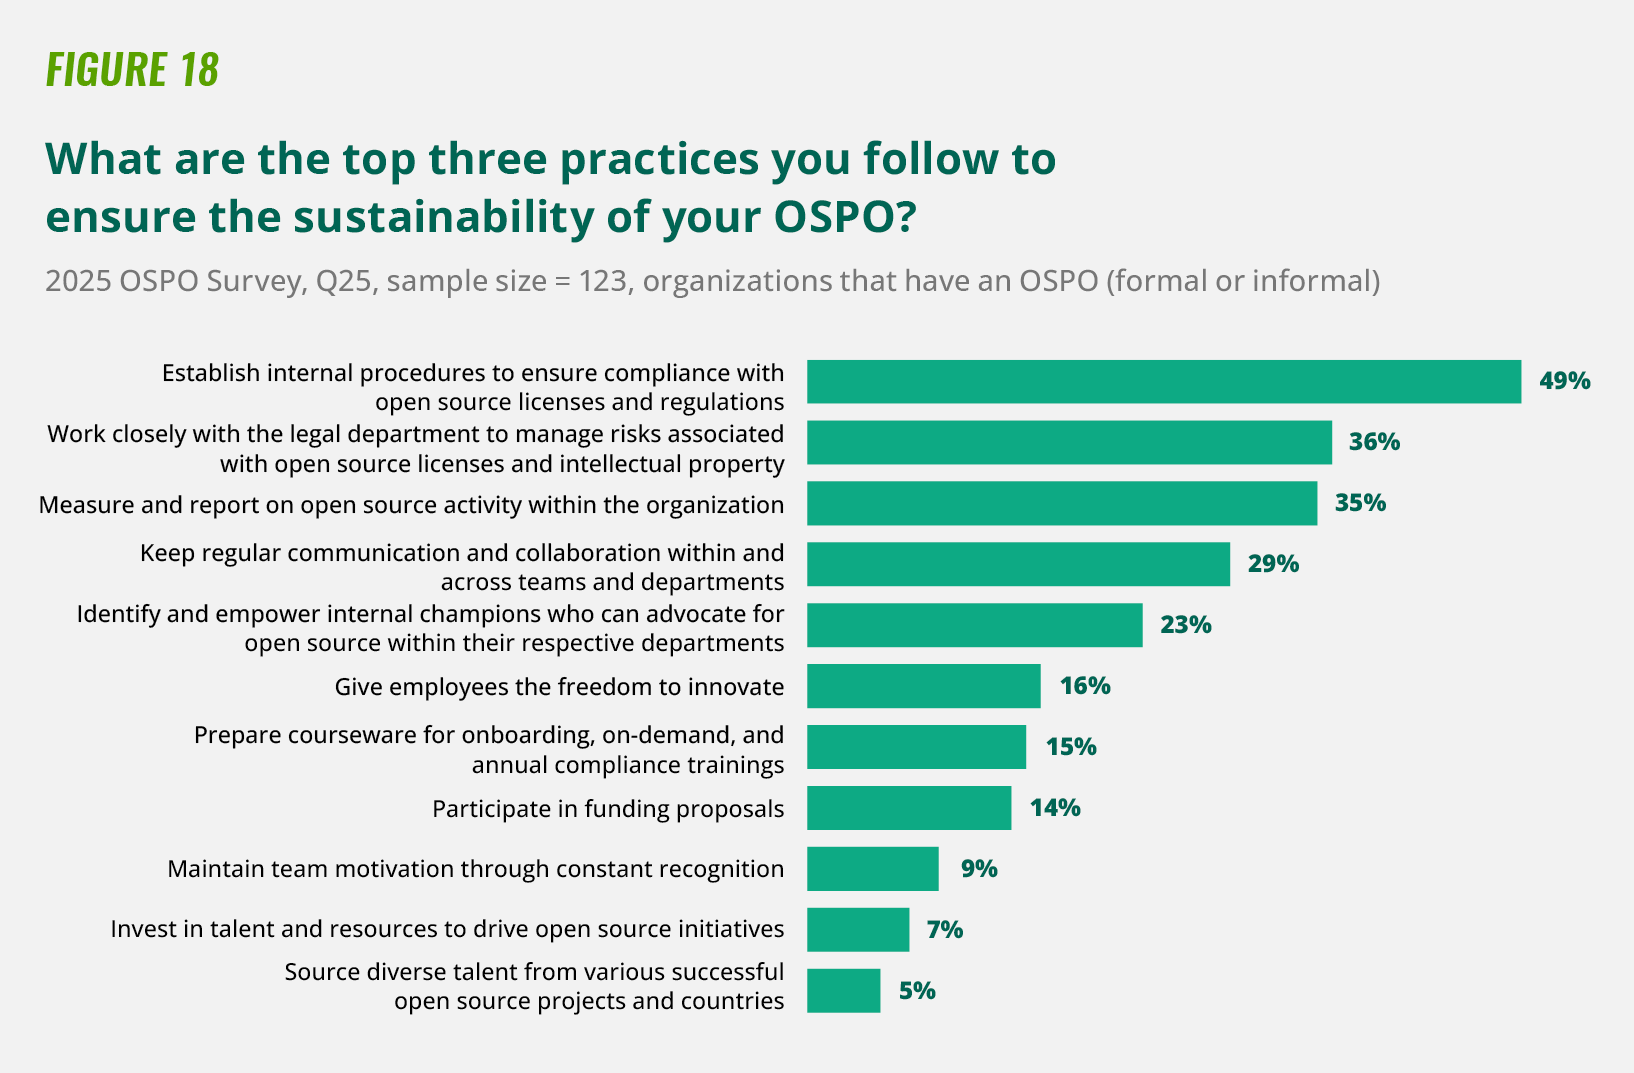 FIGURE 18
What are the top three practices you follow to
ensure the sustainability of your OSPO?
2025 OSPO Survey, Q25, sample size = 123, organizations that have an OSPO (formal or informal)
Establish internal procedures to ensure compliance with
open source licenses and regulations
49%
Work closely with the legal department to manage risks associated
with open source licenses and intellectual property
36%
Measure and report on open source activity within the organization
35%
Keep regular communication and collaboration within and
across teams and departments
29%
Identify and empower internal champions who can advocate for
open source within their respective departments
23%
Give employees the freedom to innovate
16%
Prepare courseware for onboarding, on-demand, and
annual compliance trainings
15%
Participate in funding proposals
14%
Maintain team motivation through constant recognition
9%
Invest in talent and resources to drive open source initiatives
7%
Source diverse talent from various successful
open source projects and countries
5%